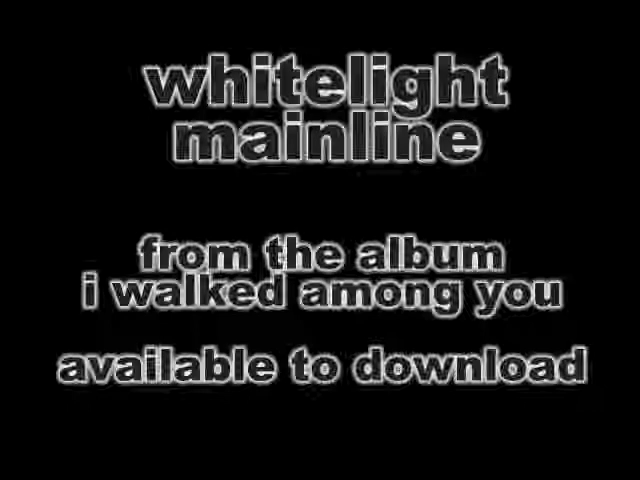 whitelight
mainline
from the album
i walked among you
available to download